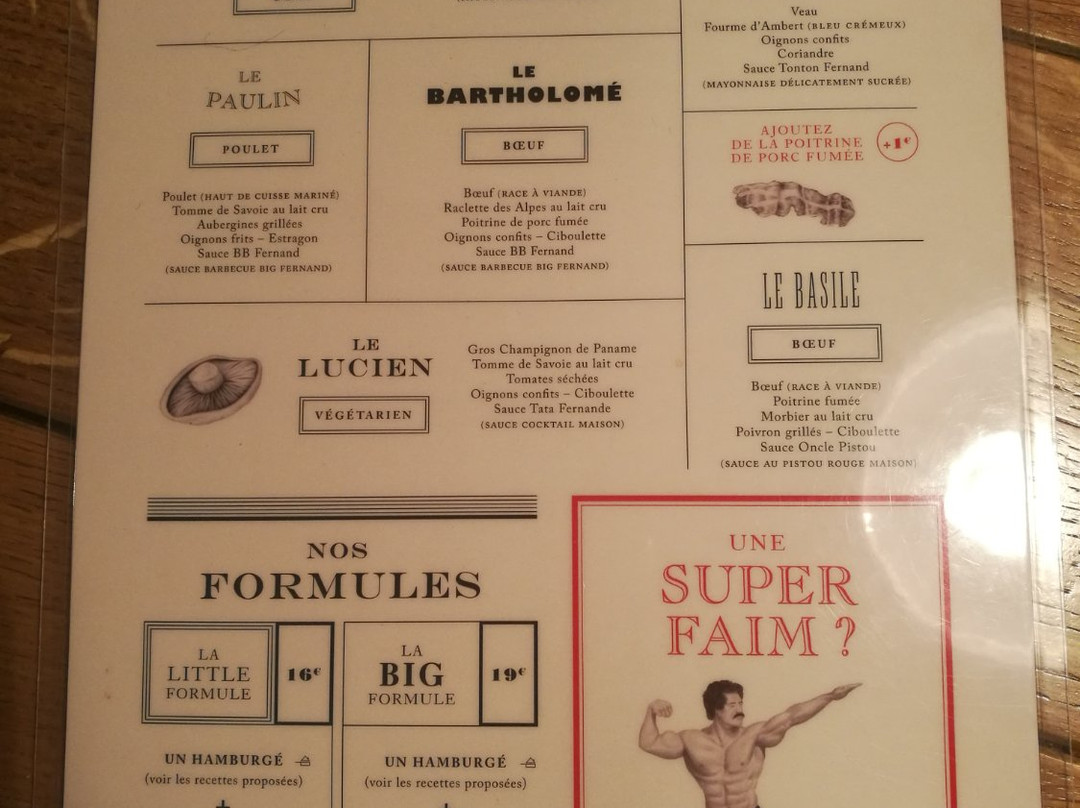 Veau
Fourme d'Ambert (BLEU CRÉMEUX)
Oignons confits
Coriandre
Sauce Tonton Fernand
(MAYONNAISE DÉLICATEMENT SUCRÉE)
LE
PAULIN
POULET
Poulet (HAUT DE CUISSE MARINÉ)
Tomme de Savoie au lait cru
Aubergines grillées
Oignons frits – Estragon
Sauce BB Fernand
(SAUCE BARBECUE BIG FERNAND)
LE
BARTHOLOMÉ
BŒUF
Bœuf (RACE À VIANDE)
Raclette des Alpes au lait cru
Poitrine de porc fumée
Oignons confits – Ciboulette
Sauce BB Fernand
(SAUCE BARBECUE BIG FERNAND)
AJOUTEZ
DE LA POITRINE
DE PORC FUMÉE
+1€
LE BASILE
BŒUF
Bœuf (RACE À VIANDE)
Poitrine fumée
Morbier au lait cru
Poivron grillés – Ciboulette
Sauce Oncle Pistou
(SAUCE AU PISTOU ROUGE MAISON)
LE
LUCIEN
VÉGÉTARIEN
Gros Champignon de Paname
Tomme de Savoie au lait cru
Tomates séchées
Oignons confits – Ciboulette
Sauce Tata Fernande
(SAUCE COCKTAIL MAISON)
NOS
FORMULES
LA
LITTLE
FORMULE
16€
UN HAMBURGÉ
(voir les recettes proposées)
+
LA
BIG
FORMULE
19€
UN HAMBURGÉ
(voir les recettes proposées)
+
UNE
SUPER
FAIM ?